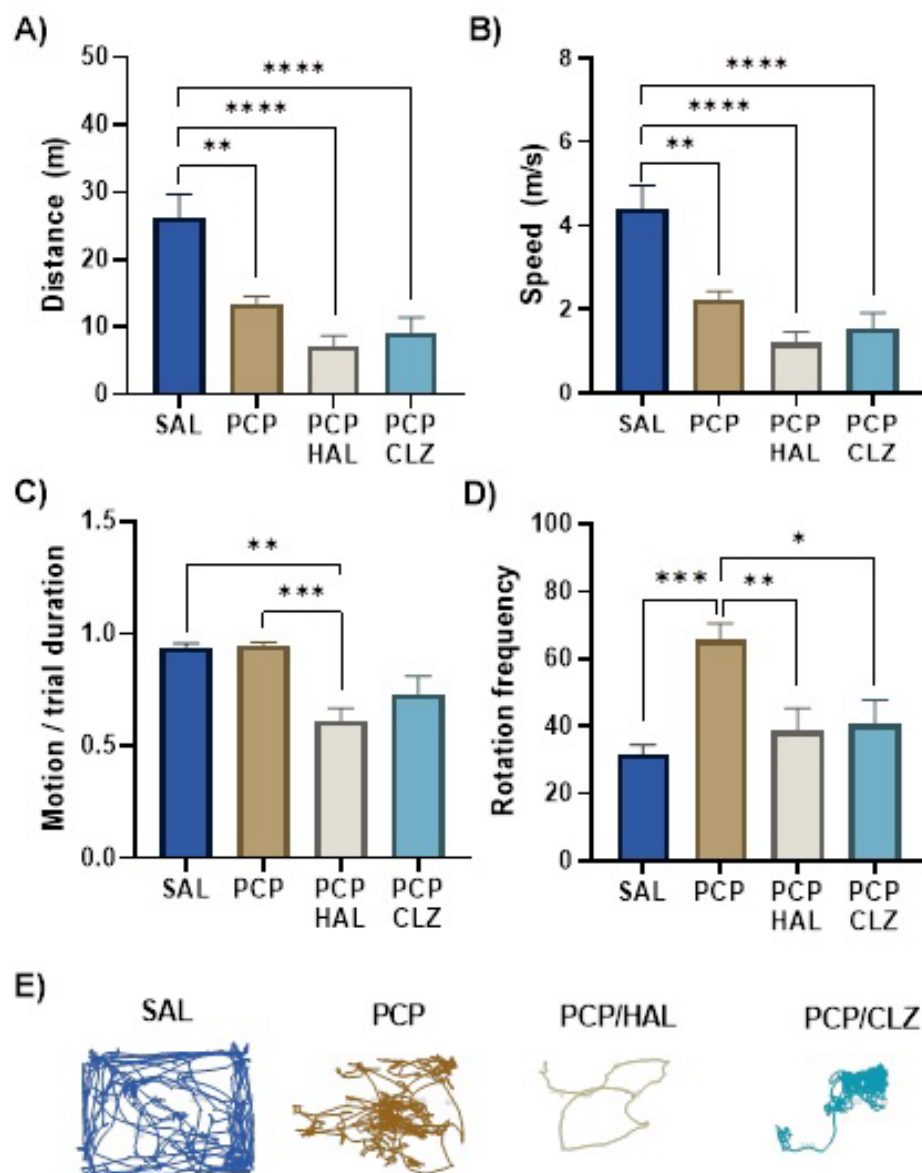 A)
Distance (m)
50
40
30
20
10
0
****
****
**
SAL PCP PCP PCP
HAL CLZ
B)
Speed (m/s)
8
6
4
2
0
****
****
**
SAL PCP PCP PCP
HAL CLZ
C)
Motion / trial duration
1.5
1.0
0.5
0.0
**
***
SAL PCP PCP PCP
HAL CLZ
D)
Rotation frequency
100
80
60
40
20
0
*
*** **
SAL PCP PCP PCP
HAL CLZ
E)
SAL PCP PCP/HAL PCP/CLZ